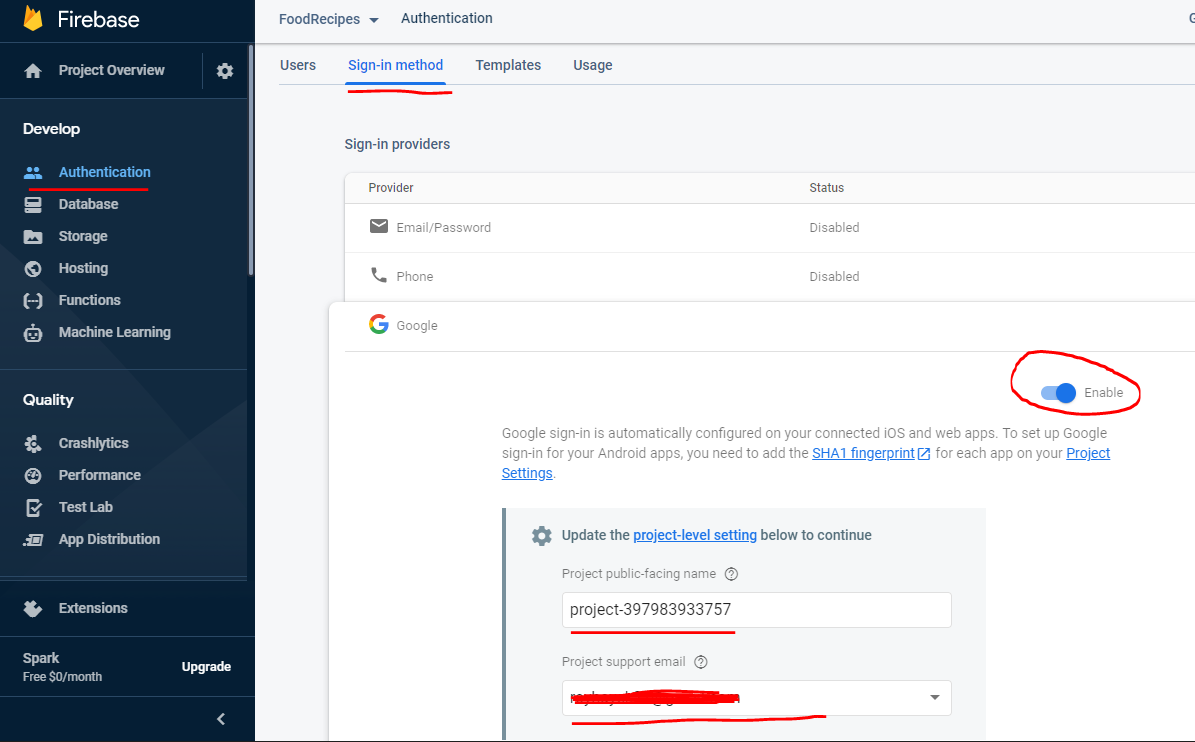 Firebase
Project Overview
Develop
Authentication
Database
Storage
Hosting
Functions
Machine Learning
Quality
Crashlytics
Performance
Test Lab
App Distribution
Extensions
Spark
Free $0/month
Upgrade
FoodRecipes
Authentication
Users
Sign-in method
Templates
Usage
Sign-in providers
Provider
Status
Email/Password
Disabled
Phone
Disabled
Google
Enable
Google sign-in is automatically configured on your connected iOS and web apps. To set up Google
sign-in for your Android apps, you need to add the SHA1 fingerprint for each app on your Project
Settings.
Update the project-level setting below to continue
Project public-facing name
project-397983933757
Project support email